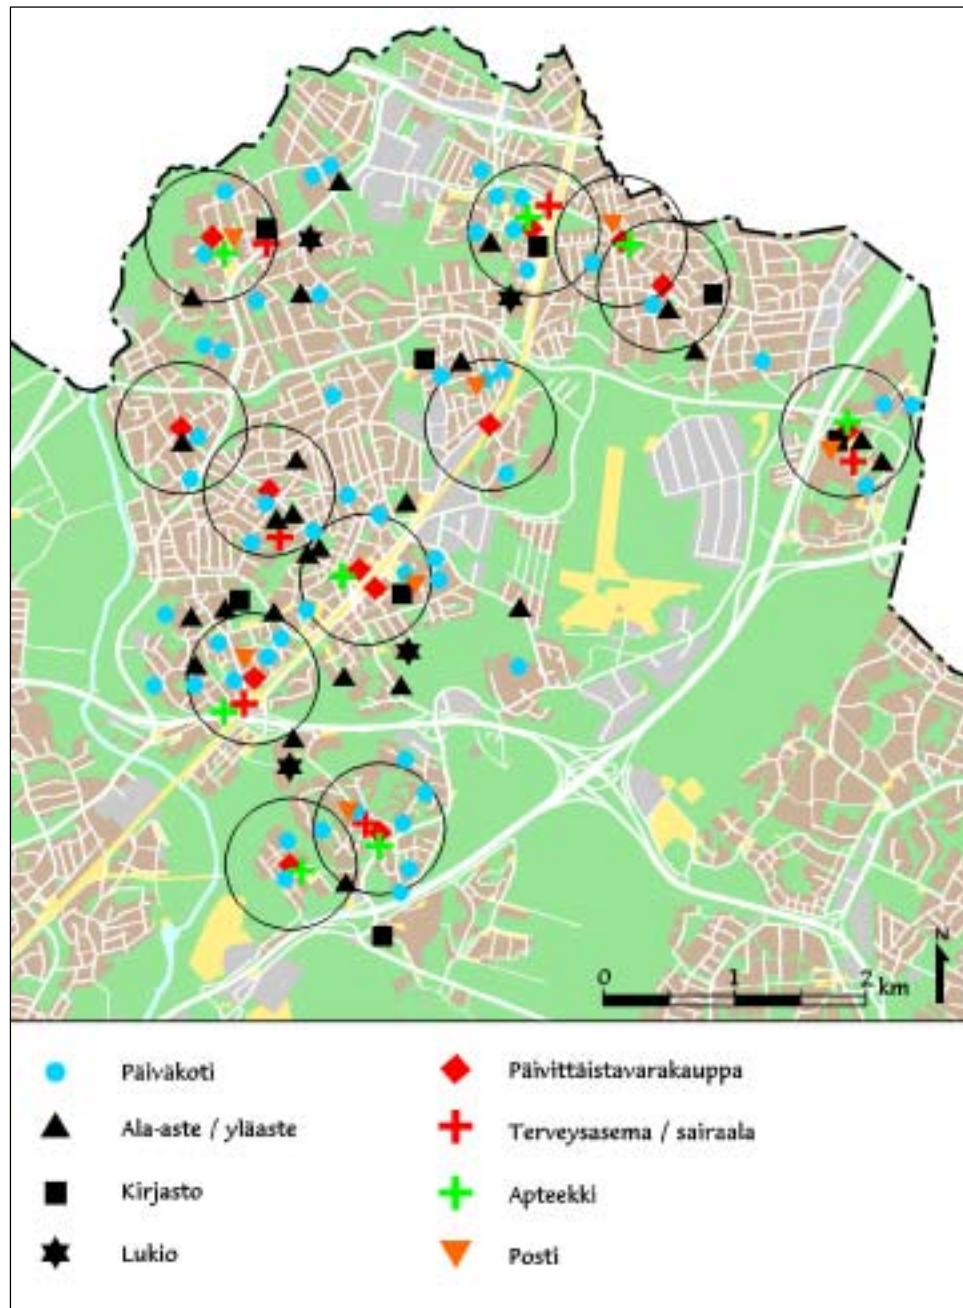 N
0 1 2 km
Päiväkoti
Päivittäistavarakauppa
Ala-aste / yläaste
Terveysasema / sairaala
Kirjasto
Apteekki
Lukio
Posti